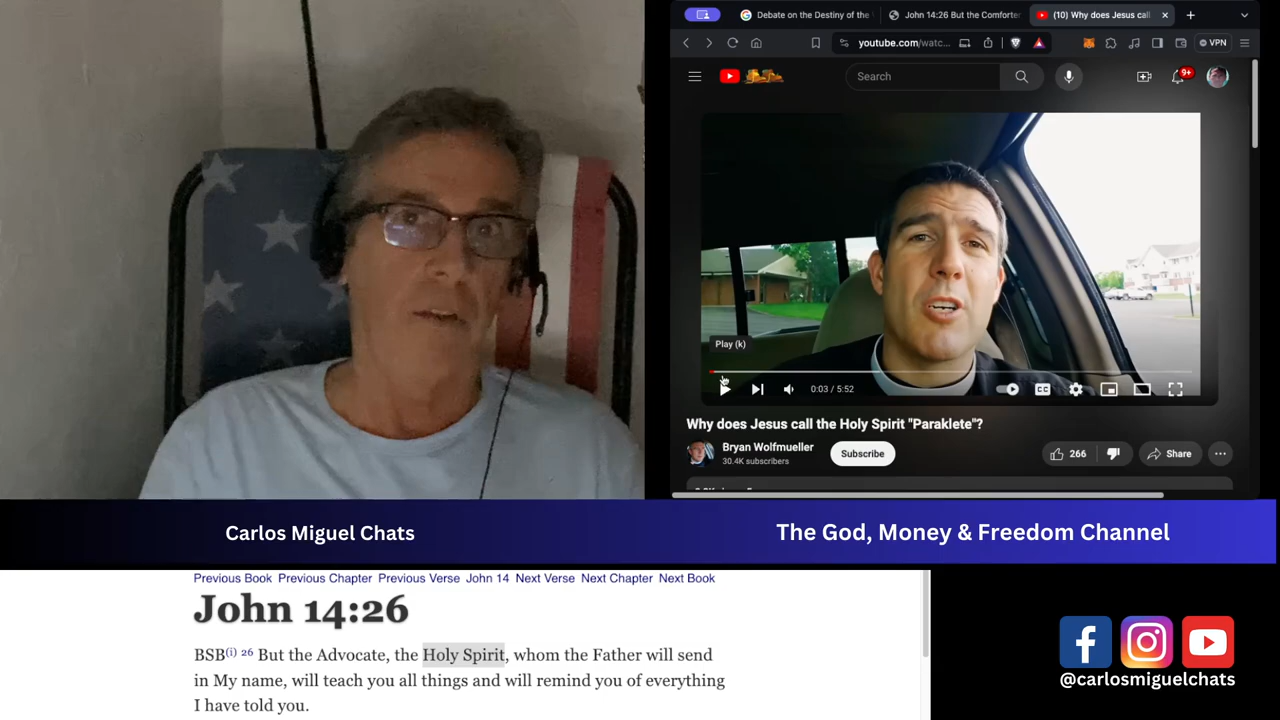 Debate on the Destiny of the
John 14:26 But the Comforter
(10) Why does Jesus call
youtube.com/watc...
VPN
Search
9+
Play (k)
0:03 / 5:52
CC
Why does Jesus call the Holy Spirit "Paraklete"?
Bryan Wolfmueller
30.4K subscribers
Subscribe
266
Share
Carlos Miguel Chats
The God, Money & Freedom Channel
Previous Book Previous Chapter Previous Verse John 14 Next Verse Next Chapter Next Book
John 14:26
BSB(i) 26 But the Advocate, the Holy Spirit, whom the Father will send
in My name, will teach you all things and will remind you of everything
I have told you.
@carlosmiguelchats